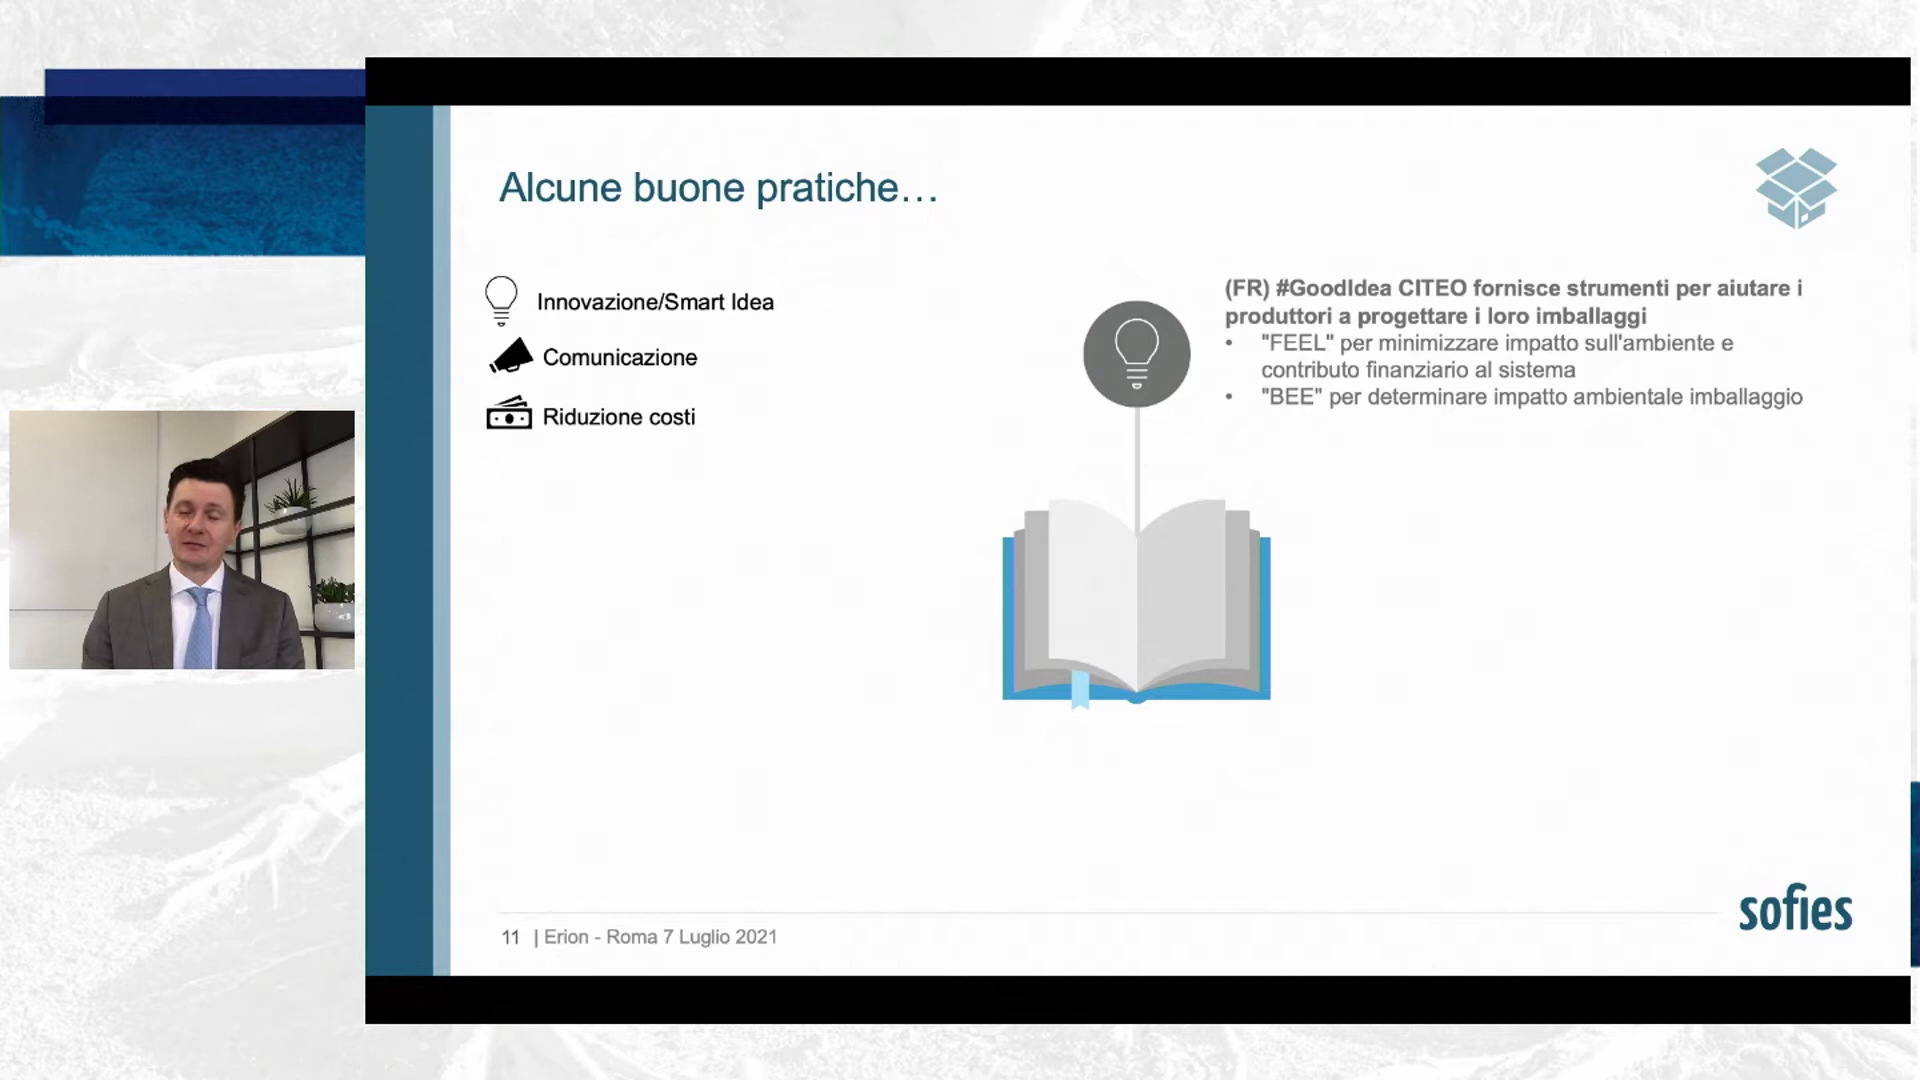 Alcune buone pratiche…
Innovazione/Smart Idea
Comunicazione
Riduzione costi
(FR) #GoodIdea CITEO fornisce strumenti per aiutare i
produttori a progettare i loro imballaggi
• "FEEL" per minimizzare impatto sull'ambiente e
contributo finanziario al sistema
• "BEE" per determinare impatto ambientale imballaggio
sofies
11 | Erion - Roma 7 Luglio 2021